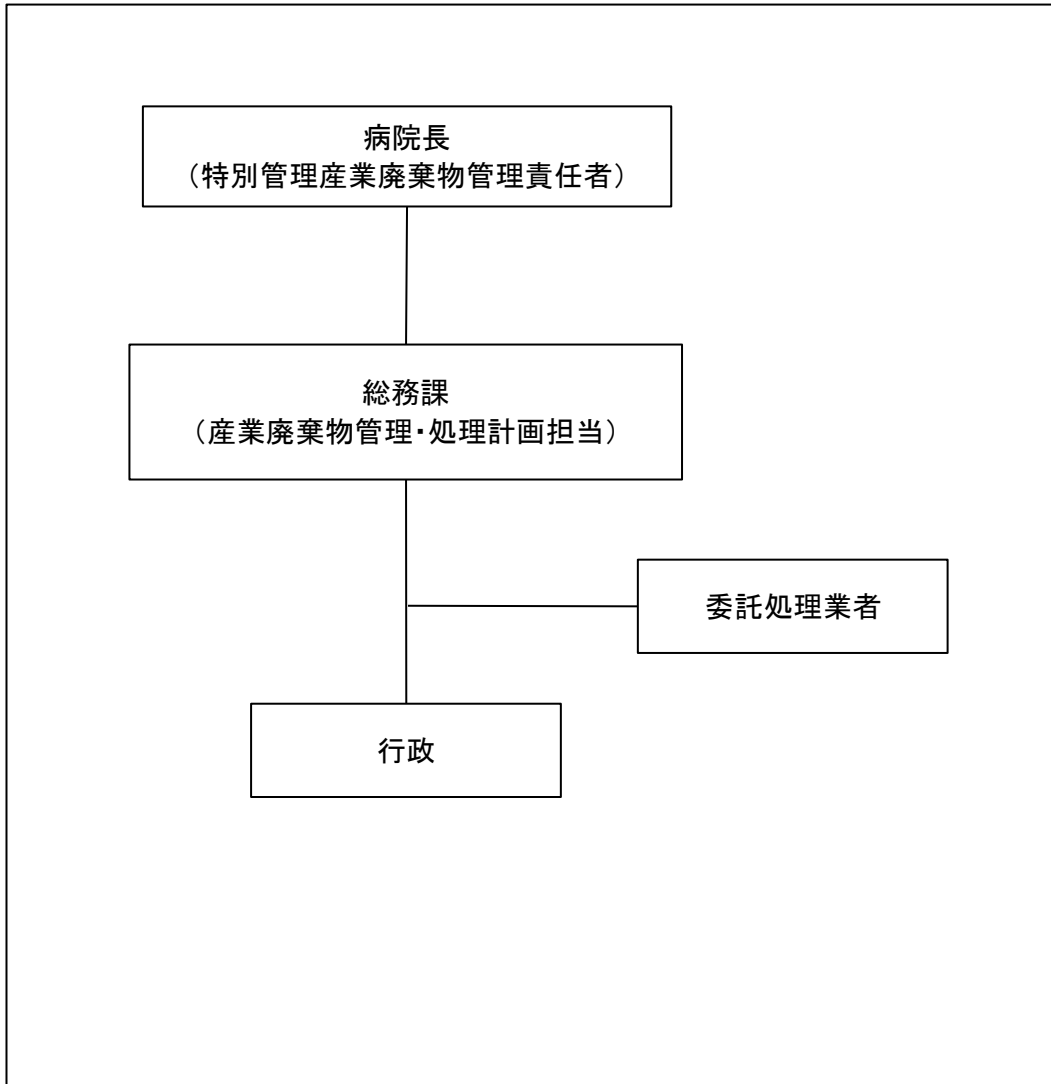 病院長
（特別管理産業廃棄物管理責任者）
総務課
（産業廃棄物管理・処理計画担当）
委託処理業者
行政